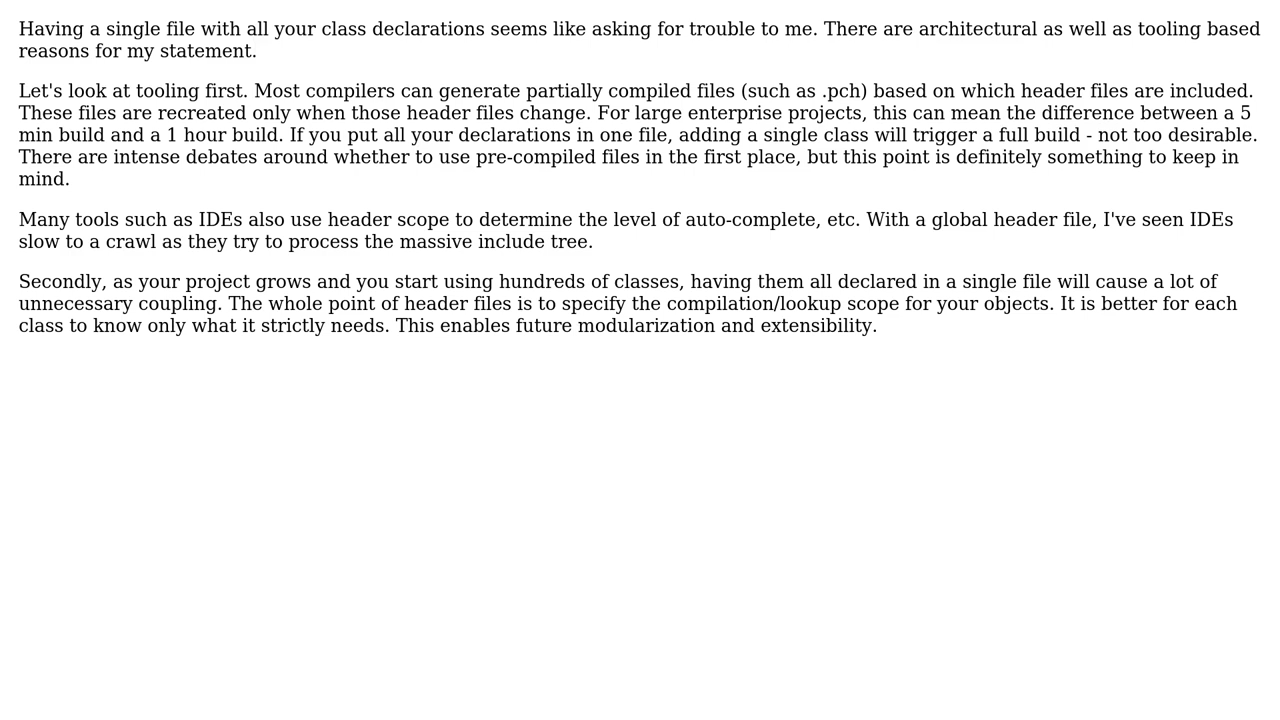 Having a single file with all your class declarations seems like asking for trouble to me. There are architectural as well as tooling based
reasons for my statement.
Let's look at tooling first. Most compilers can generate partially compiled files (such as .pch) based on which header files are included.
These files are recreated only when those header files change. For large enterprise projects, this can mean the difference between a 5
min build and a 1 hour build. If you put all your declarations in one file, adding a single class will trigger a full build - not too desirable.
There are intense debates around whether to use pre-compiled files in the first place, but this point is definitely something to keep in
mind.
Many tools such as IDEs also use header scope to determine the level of auto-complete, etc. With a global header file, I've seen IDEs
slow to a crawl as they try to process the massive include tree.
Secondly, as your project grows and you start using hundreds of classes, having them all declared in a single file will cause a lot of
unnecessary coupling. The whole point of header files is to specify the compilation/lookup scope for your objects. It is better for each
class to know only what it strictly needs. This enables future modularization and extensibility.